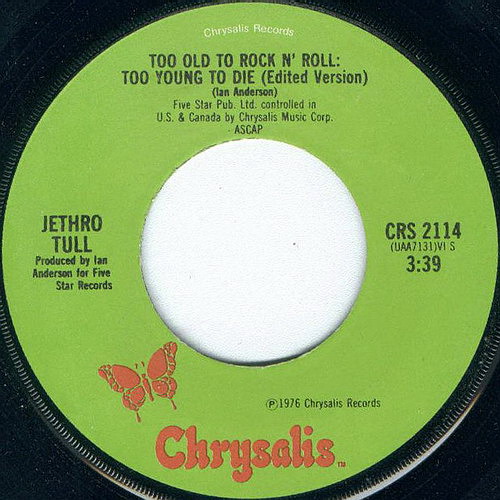 Chrysalis Records
TOO OLD TO ROCK N' ROLL:
TOO YOUNG TO DIE (Edited Version)
(Ian Anderson)
Five Star Pub. Ltd. controlled in
U.S. & Canada by Chrysalis Music Corp.
- ASCAP
JETHRO
TULL
Produced by Ian
Anderson for Five
Star Records
CRS 2114
(UAA7131)VI S
3:39
℗1976 Chrysalis Records
Chrysalis™